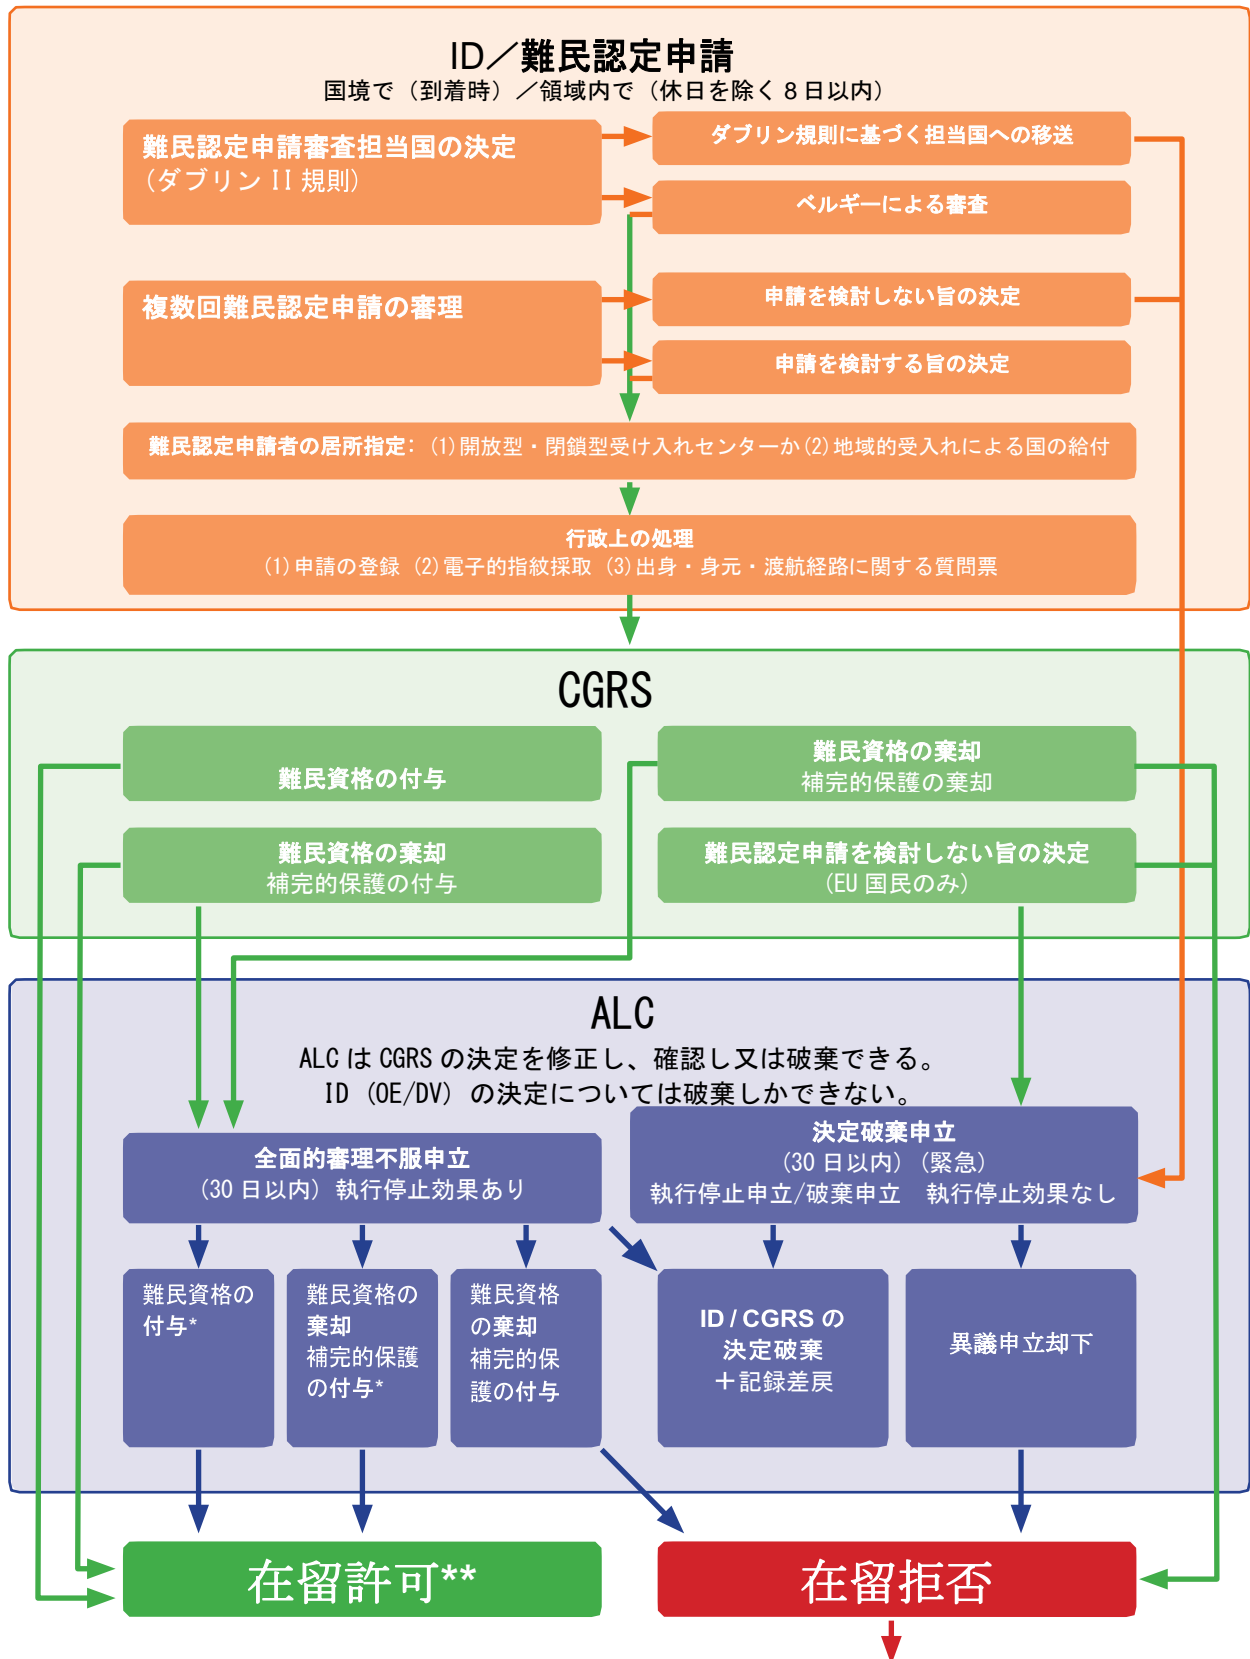 ID／難民認定申請
国境で（到着時）／領域内で（休日を除く８日以内）
難民認定申請審査担当国の決定
（ダブリン II 規則）
ダブリン規則に基づく担当国への移送
ベルギーによる審査
複数回難民認定申請の審理
申請を検討しない旨の決定
申請を検討する旨の決定
難民認定申請者の居所指定：(1)開放型・閉鎖型受け入れセンターか(2)地域的受入れによる国の給付
行政上の処理
(1)申請の登録 (2)電子的指紋採取 (3)出身・身元・渡航経路に関する質問票
CGRS
難民資格の付与
難民資格の棄却
補完的保護の棄却
難民資格の棄却
補完的保護の付与
難民認定申請を検討しない旨の決定
（EU 国民のみ）
ALC
ALC は CGRS の決定を修正し、確認し又は破棄できる。
ID（OE/DV）の決定については破棄しかできない。
全面的審理不服申立
（30 日以内）執行停止効果あり
決定破棄申立
（30 日以内）（緊急）
執行停止申立/破棄申立　執行停止効果なし
難民資格の
付与*
難民資格の
棄却
補完的保護
の付与*
難民資格
の棄却
補完的保
護の付与
ID / CGRS の
決定破棄
＋記録差戻
異議申立却下
在留許可**
在留拒否